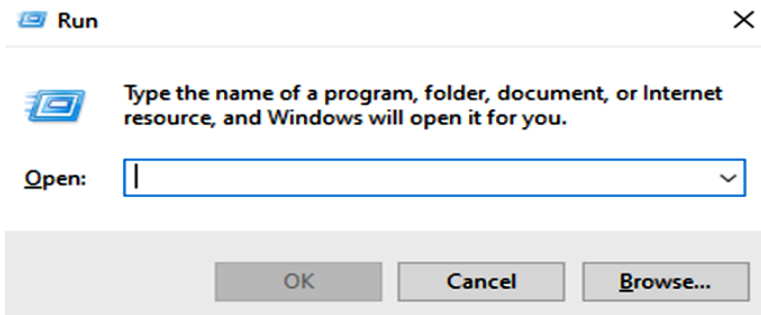 Run
Type the name of a program, folder, document, or Internet
resource, and Windows will open it for you.
Open:
OK Cancel Browse...